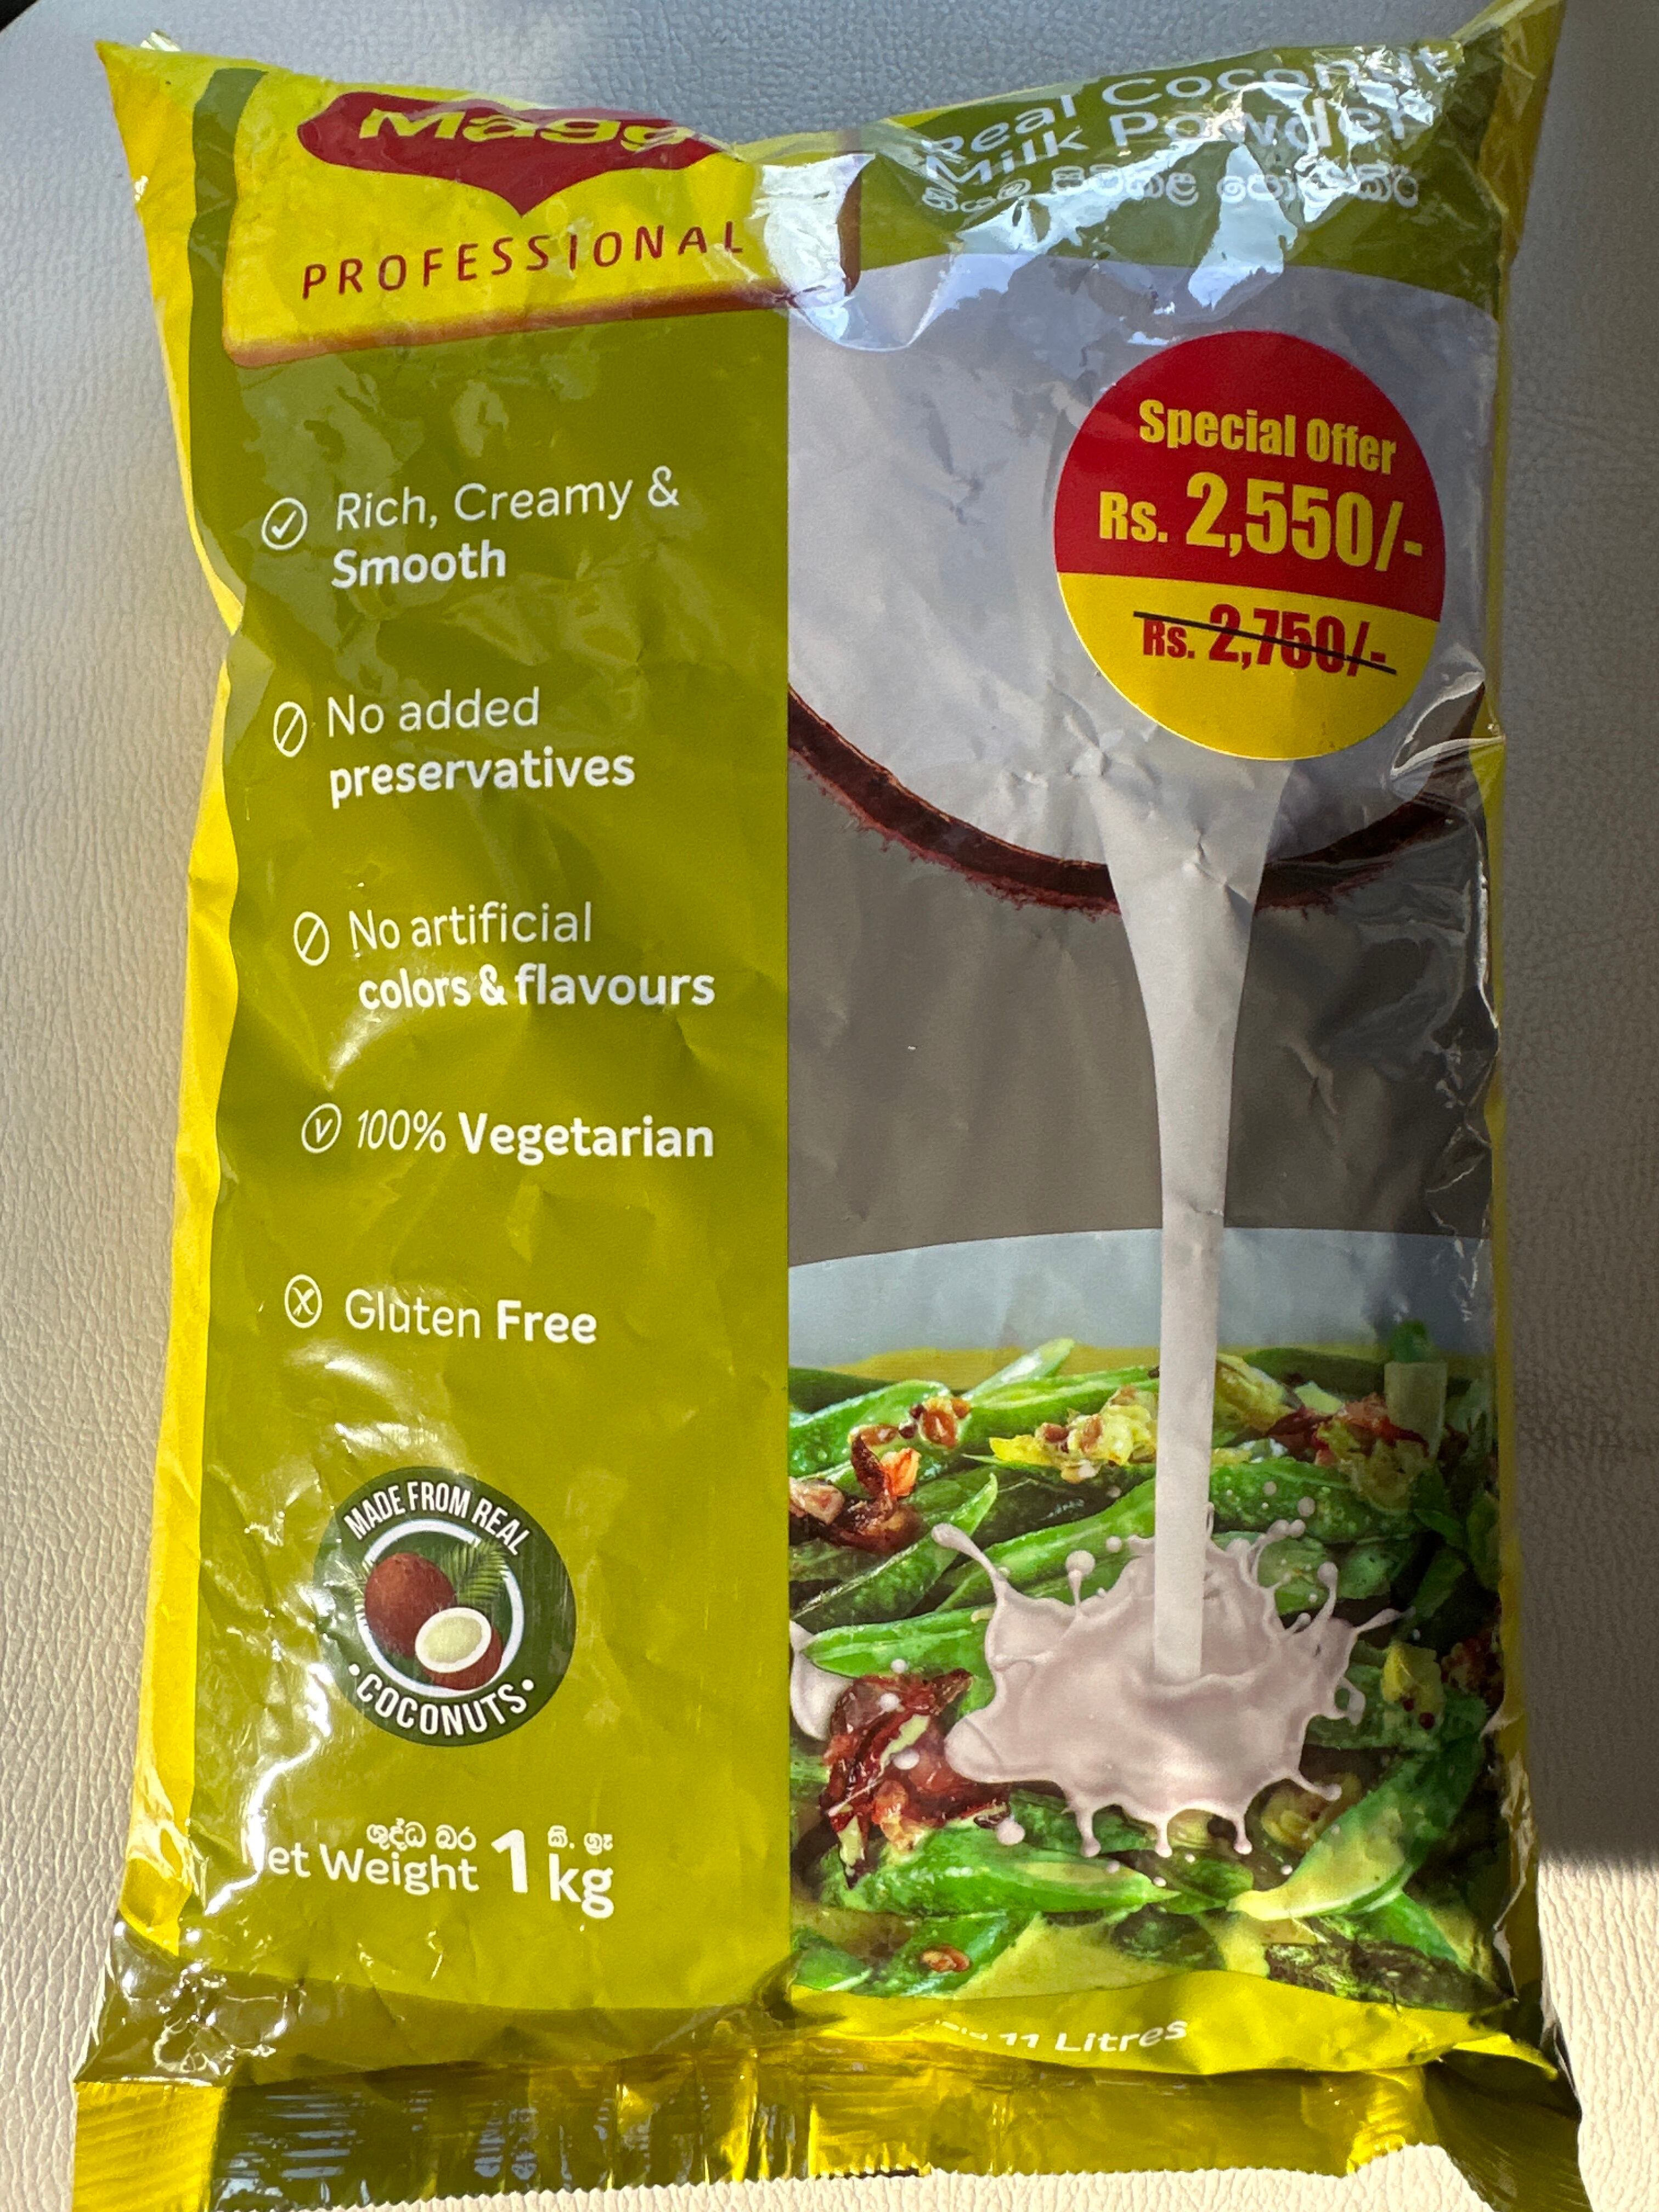 Maggi
PROFESSIONAL
Real Coconut
Milk Powder
කිරි
Rich, Creamy &
Smooth
No added
preservatives
No artificial
colors & flavours
100% Vegetarian
Gluten Free
MADE FROM REAL
COCONUTS
ශුද්ධ බර 1 කි. ග්‍රෑ
Net Weight kg
Special Offer
Rs. 2,550/-
Rs. 2,750/-
11 Litres